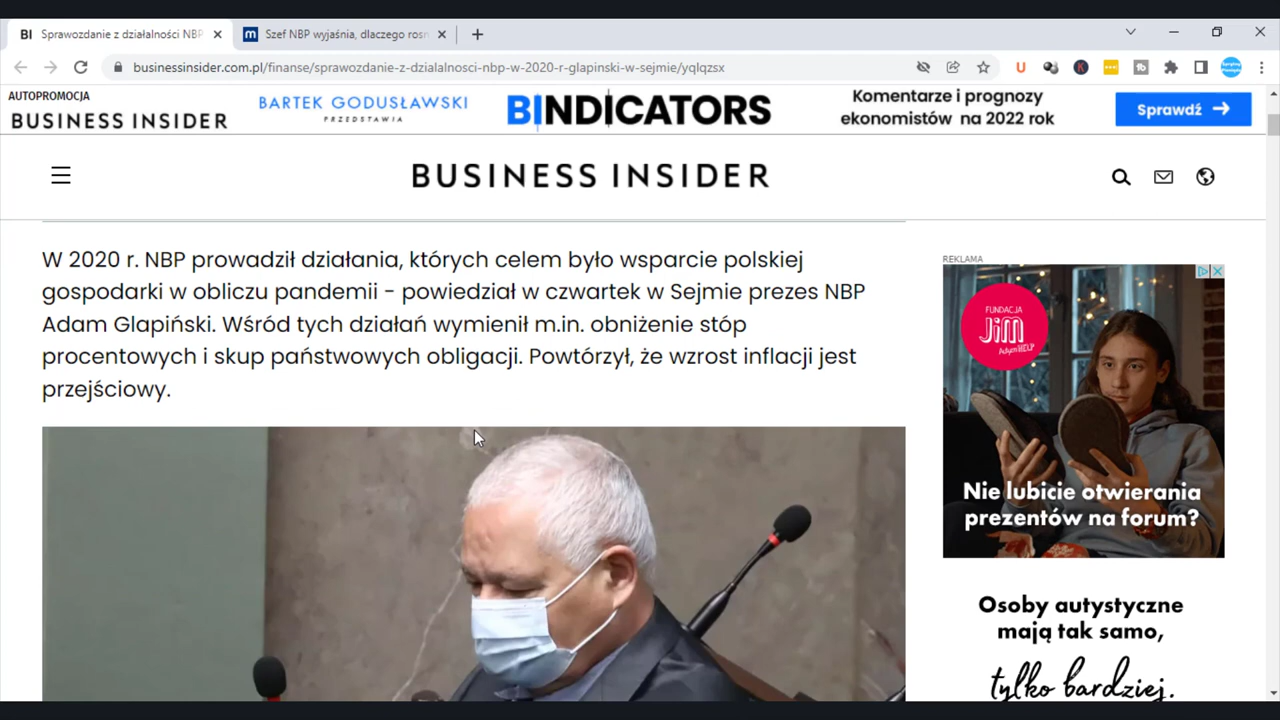 BI Sprawozdanie z działalności NBP
m Szef NBP wyjaśnia, dlaczego rosn
businessinsider.com.pl/finanse/sprawozdanie-z-dzialalnosci-nbp-w-2020-r-glapinski-w-sejmie/yqlqzsx
AUTOPROMOCJA
BUSINESS INSIDER
BARTEK GODUSŁAWSKI
PRZEDSTAWIA
BINDICATORS
Komentarze i prognozy
ekonomistów na 2022 rok
Sprawdź
BUSINESS INSIDER
W 2020 r. NBP prowadził działania, których celem było wsparcie polskiej
gospodarki w obliczu pandemii - powiedział w czwartek w Sejmie prezes NBP
Adam Glapiński. Wśród tych działań wymienił m.in. obniżenie stóp
procentowych i skup państwowych obligacji. Powtórzył, że wzrost inflacji jest
przejściowy.
REKLAMA
FUNDACJA
JiM
Nie lubicie otwierania
prezentów na forum?
Osoby autystyczne
mają tak samo,
tylko bardziej.